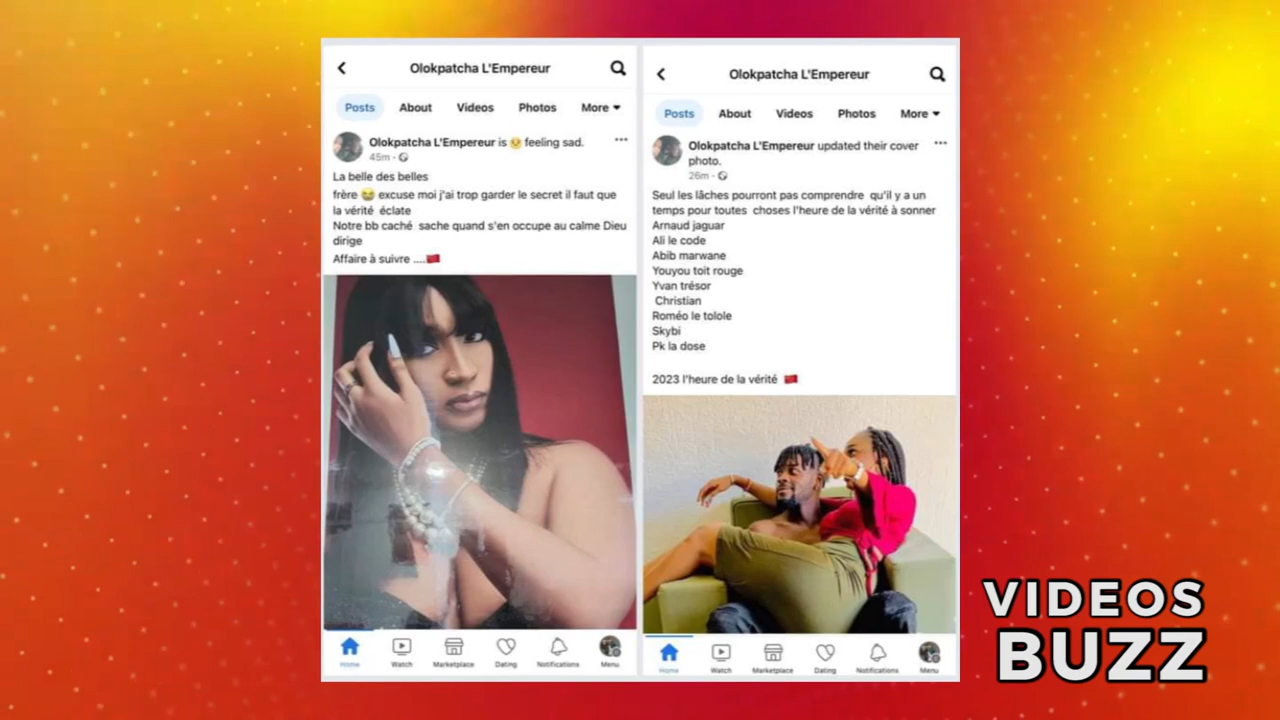 Olokpatcha L'Empereur
Posts About Videos Photos More
Olokpatcha L'Empereur is feeling sad.
45m
La belle des belles
frère 😭 excuse moi j'ai trop garder le secret il faut que
la vérité éclate
Notre bb caché sache quand s'en occupe au calme Dieu
dirige
Affaire à suivre ....
Home Watch Marketplace Dating Notifications Menu
Olokpatcha L'Empereur
Posts About Videos Photos More
Olokpatcha L'Empereur updated their cover
photo.
26m
Seul les lâches pourront pas comprendre qu'il y a un
temps pour toutes choses l'heure de la vérité à sonner
Arnaud jaguar
Ali le code
Abib marwane
Youyou toit rouge
Yvan trésor
Christian
Roméo le tolole
Skybi
Pk la dose
2023 l'heure de la vérité
Home Watch Marketplace Dating Notifications Menu
VIDEOS
BUZZ